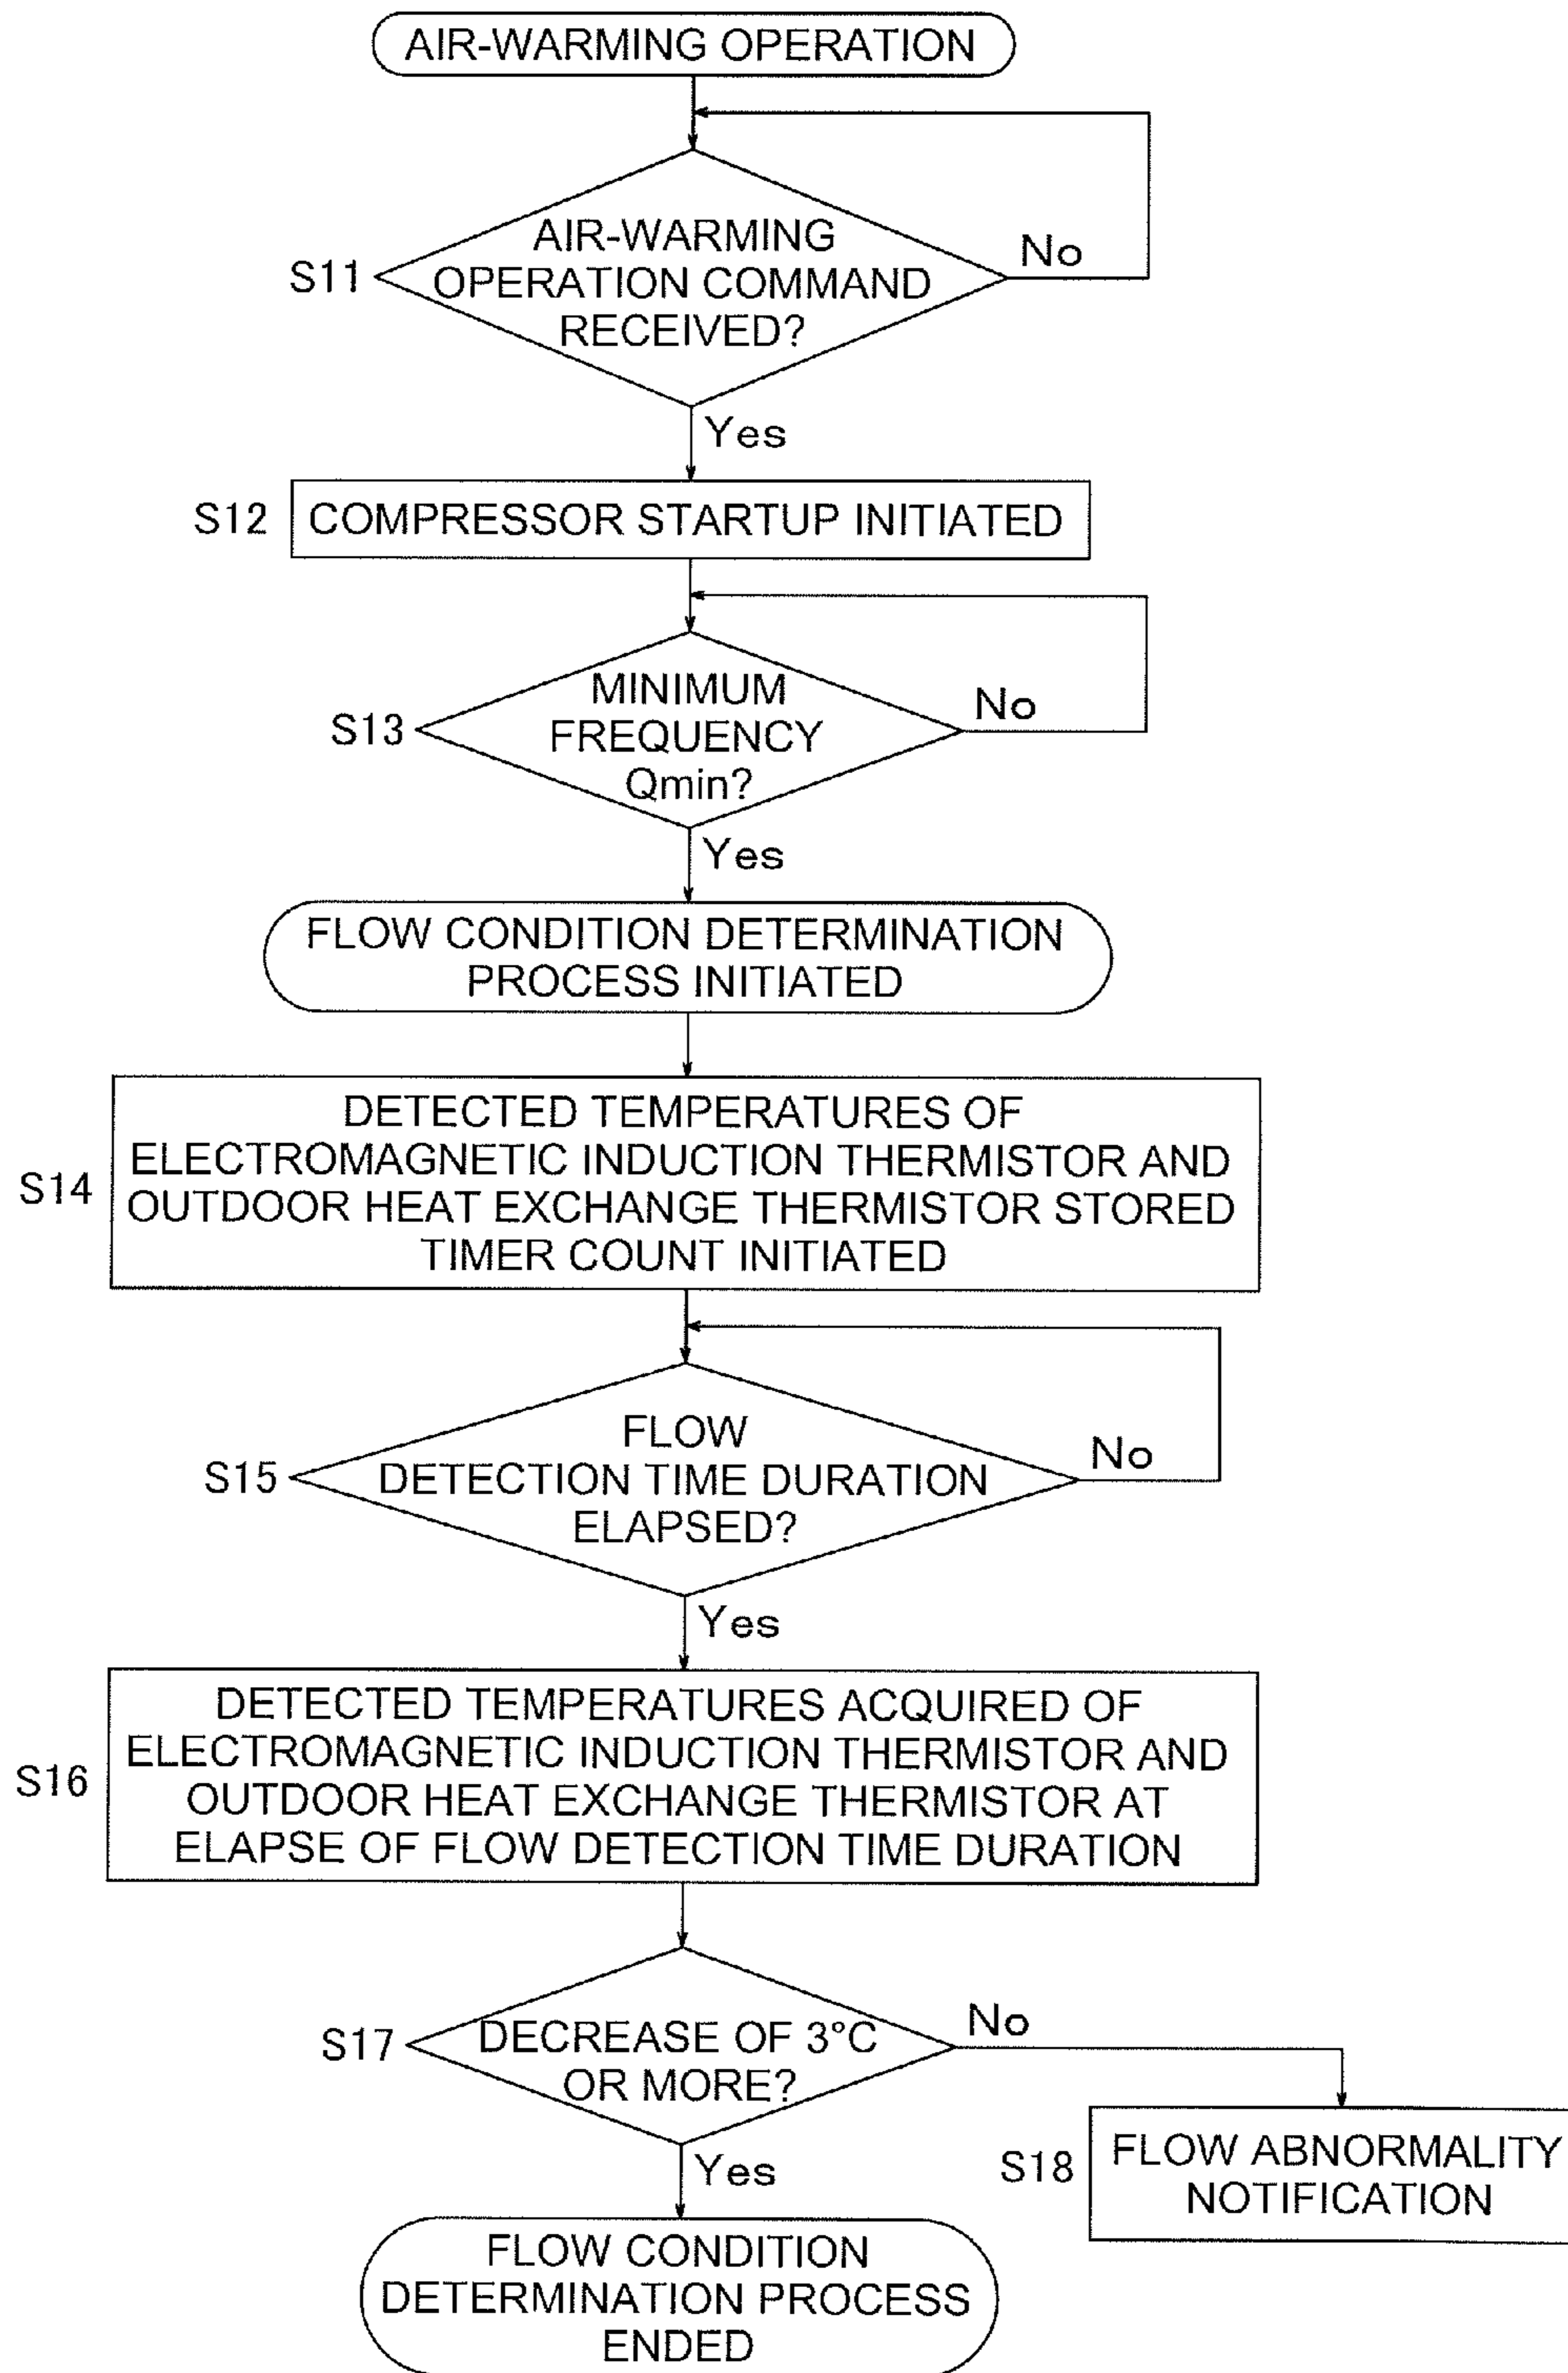 AIR-WARMING OPERATION
S11
AIR-WARMING
OPERATION COMMAND
RECEIVED?
No
Yes
S12
COMPRESSOR STARTUP INITIATED
S13
MINIMUM
FREQUENCY
Qmin?
No
Yes
FLOW CONDITION DETERMINATION
PROCESS INITIATED
S14
DETECTED TEMPERATURES OF
ELECTROMAGNETIC INDUCTION THERMISTOR AND
OUTDOOR HEAT EXCHANGE THERMISTOR STORED
TIMER COUNT INITIATED
S15
FLOW
DETECTION TIME DURATION
ELAPSED?
No
Yes
S16
DETECTED TEMPERATURES ACQUIRED OF
ELECTROMAGNETIC INDUCTION THERMISTOR AND
OUTDOOR HEAT EXCHANGE THERMISTOR AT
ELAPSE OF FLOW DETECTION TIME DURATION
S17
DECREASE OF 3°C
OR MORE?
No
Yes
S18
FLOW ABNORMALITY
NOTIFICATION
FLOW CONDITION
DETERMINATION PROCESS
ENDED